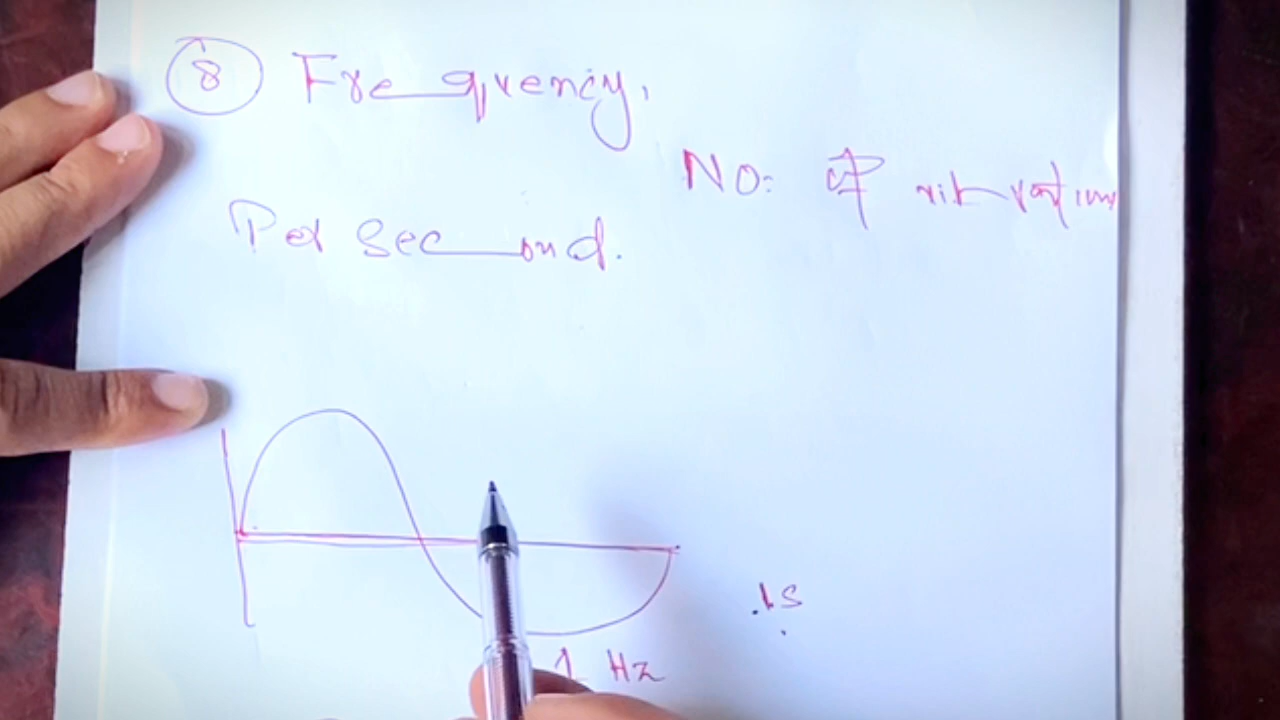 8 Frequency,
No: of vibrations
Per second.
1s
1 Hz